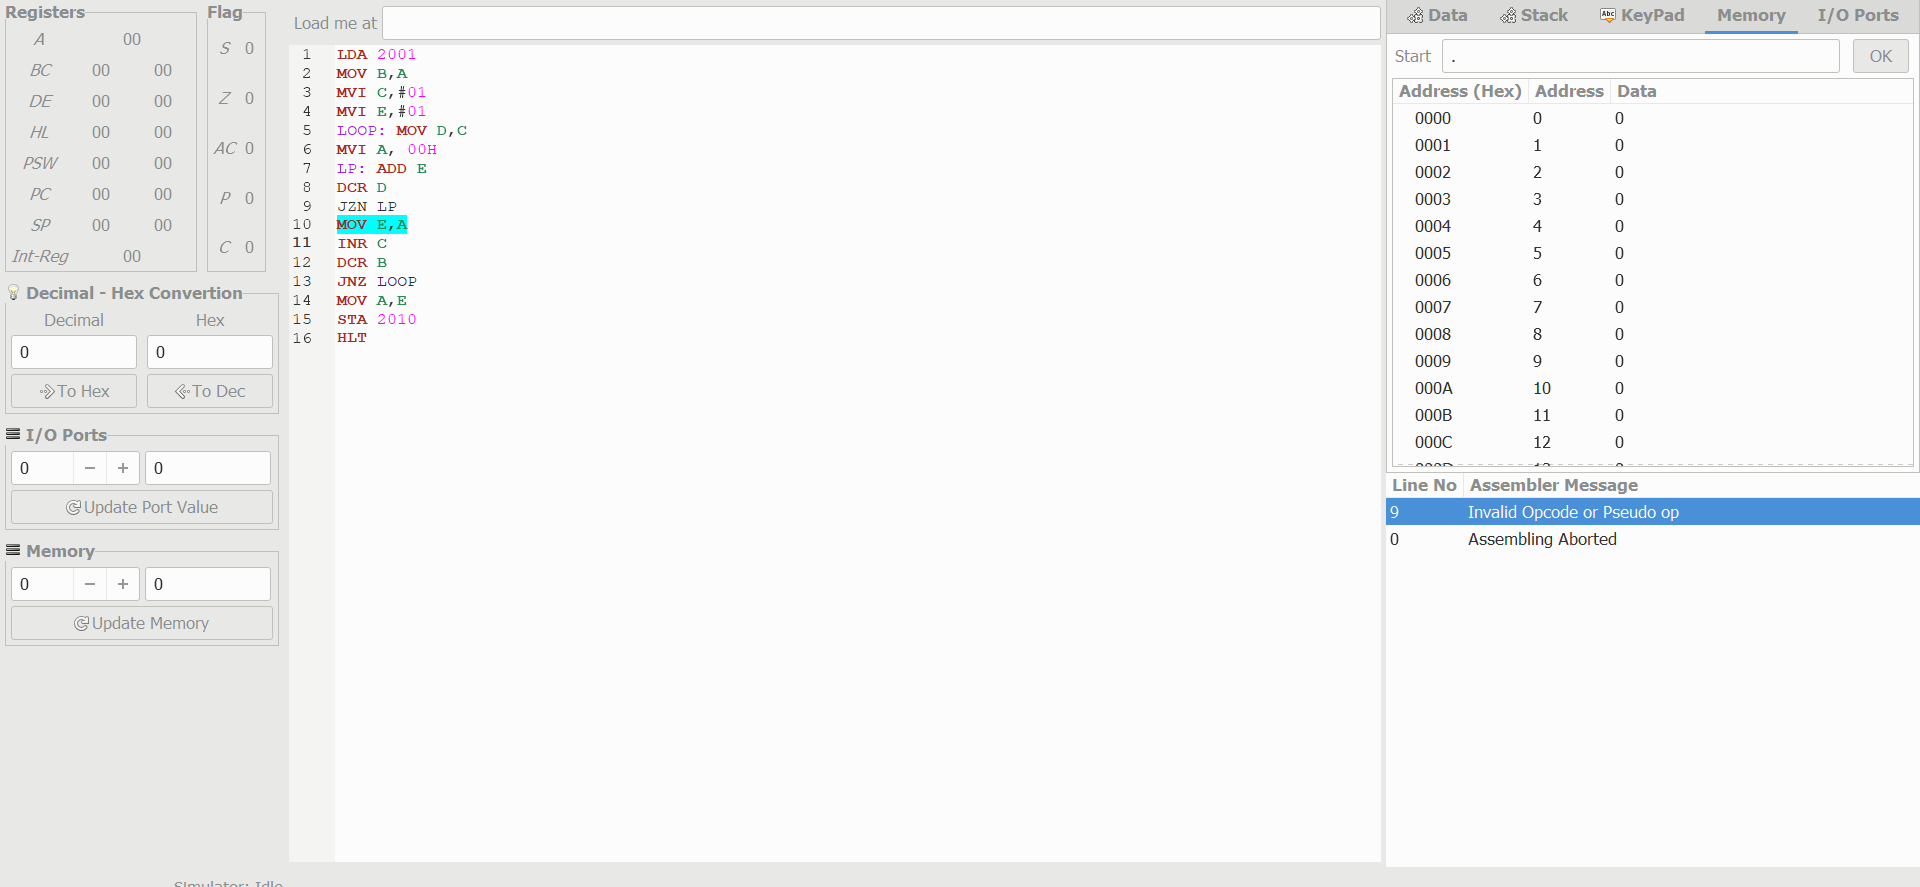 Registers
A 00
BC 00 00
DE 00 00
HL 00 00
PSW 00 00
PC 00 00
SP 00 00
Int-Reg 00
Flag
S 0
Z 0
AC 0
P 0
C 0
Decimal - Hex Convertion
Decimal Hex
0 0
To Hex To Dec
I/O Ports
0 − + 0
Update Port Value
Memory
0 − + 0
Update Memory
Load me at
1 LDA 2001
2 MOV B,A
3 MVI C,#01
4 MVI E,#01
5 LOOP: MOV D,C
6 MVI A, 00H
7 LP: ADD E
8 DCR D
9 JZN LP
10 MOV E,A
11 INR C
12 DCR B
13 JNZ LOOP
14 MOV A,E
15 STA 2010
16 HLT
Data Stack Abc KeyPad Memory I/O Ports
Start . OK
Address (Hex) Address Data
0000 0 0
0001 1 0
0002 2 0
0003 3 0
0004 4 0
0005 5 0
0006 6 0
0007 7 0
0008 8 0
0009 9 0
000A 10 0
000B 11 0
000C 12 0
000D 13 0
Line No Assembler Message
9 Invalid Opcode or Pseudo op
0 Assembling Aborted
Simulator: Idle